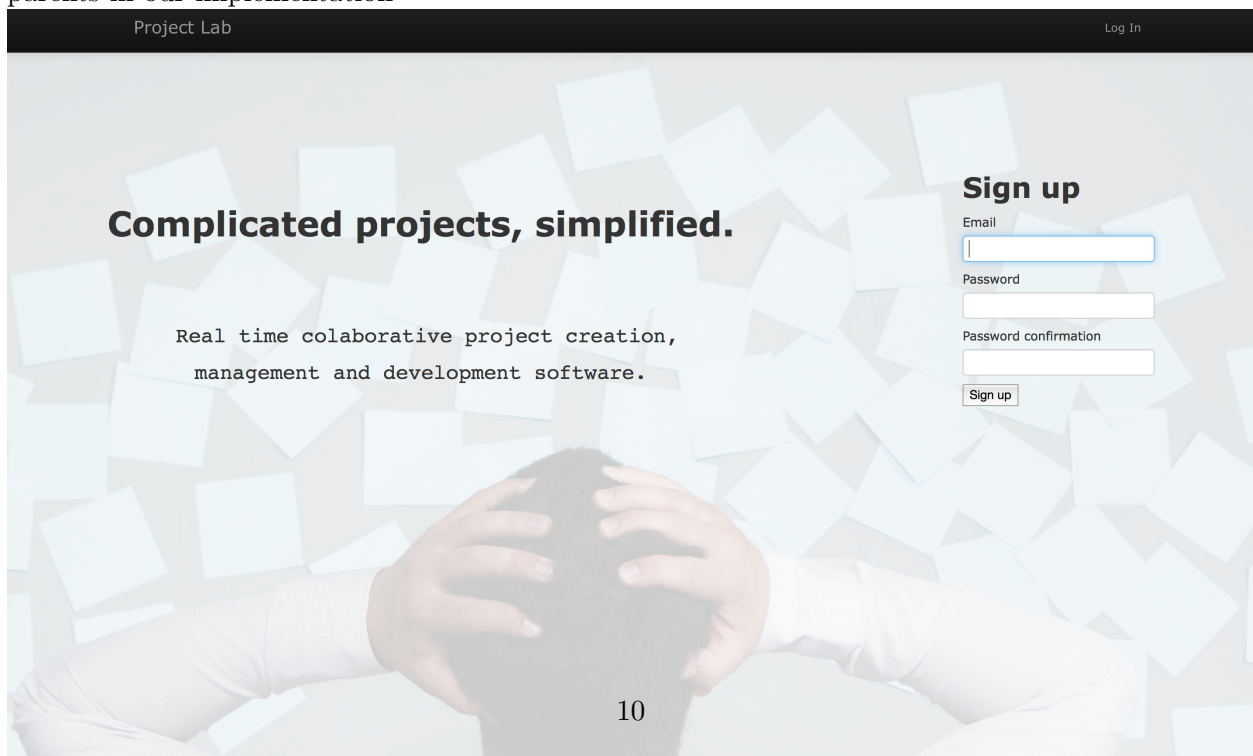 parents in our implementation
Project Lab
Log In
Complicated projects, simplified.
Real time colaborative project creation,
management and development software.
Sign up
Email
Password
Password confirmation
Sign up
10